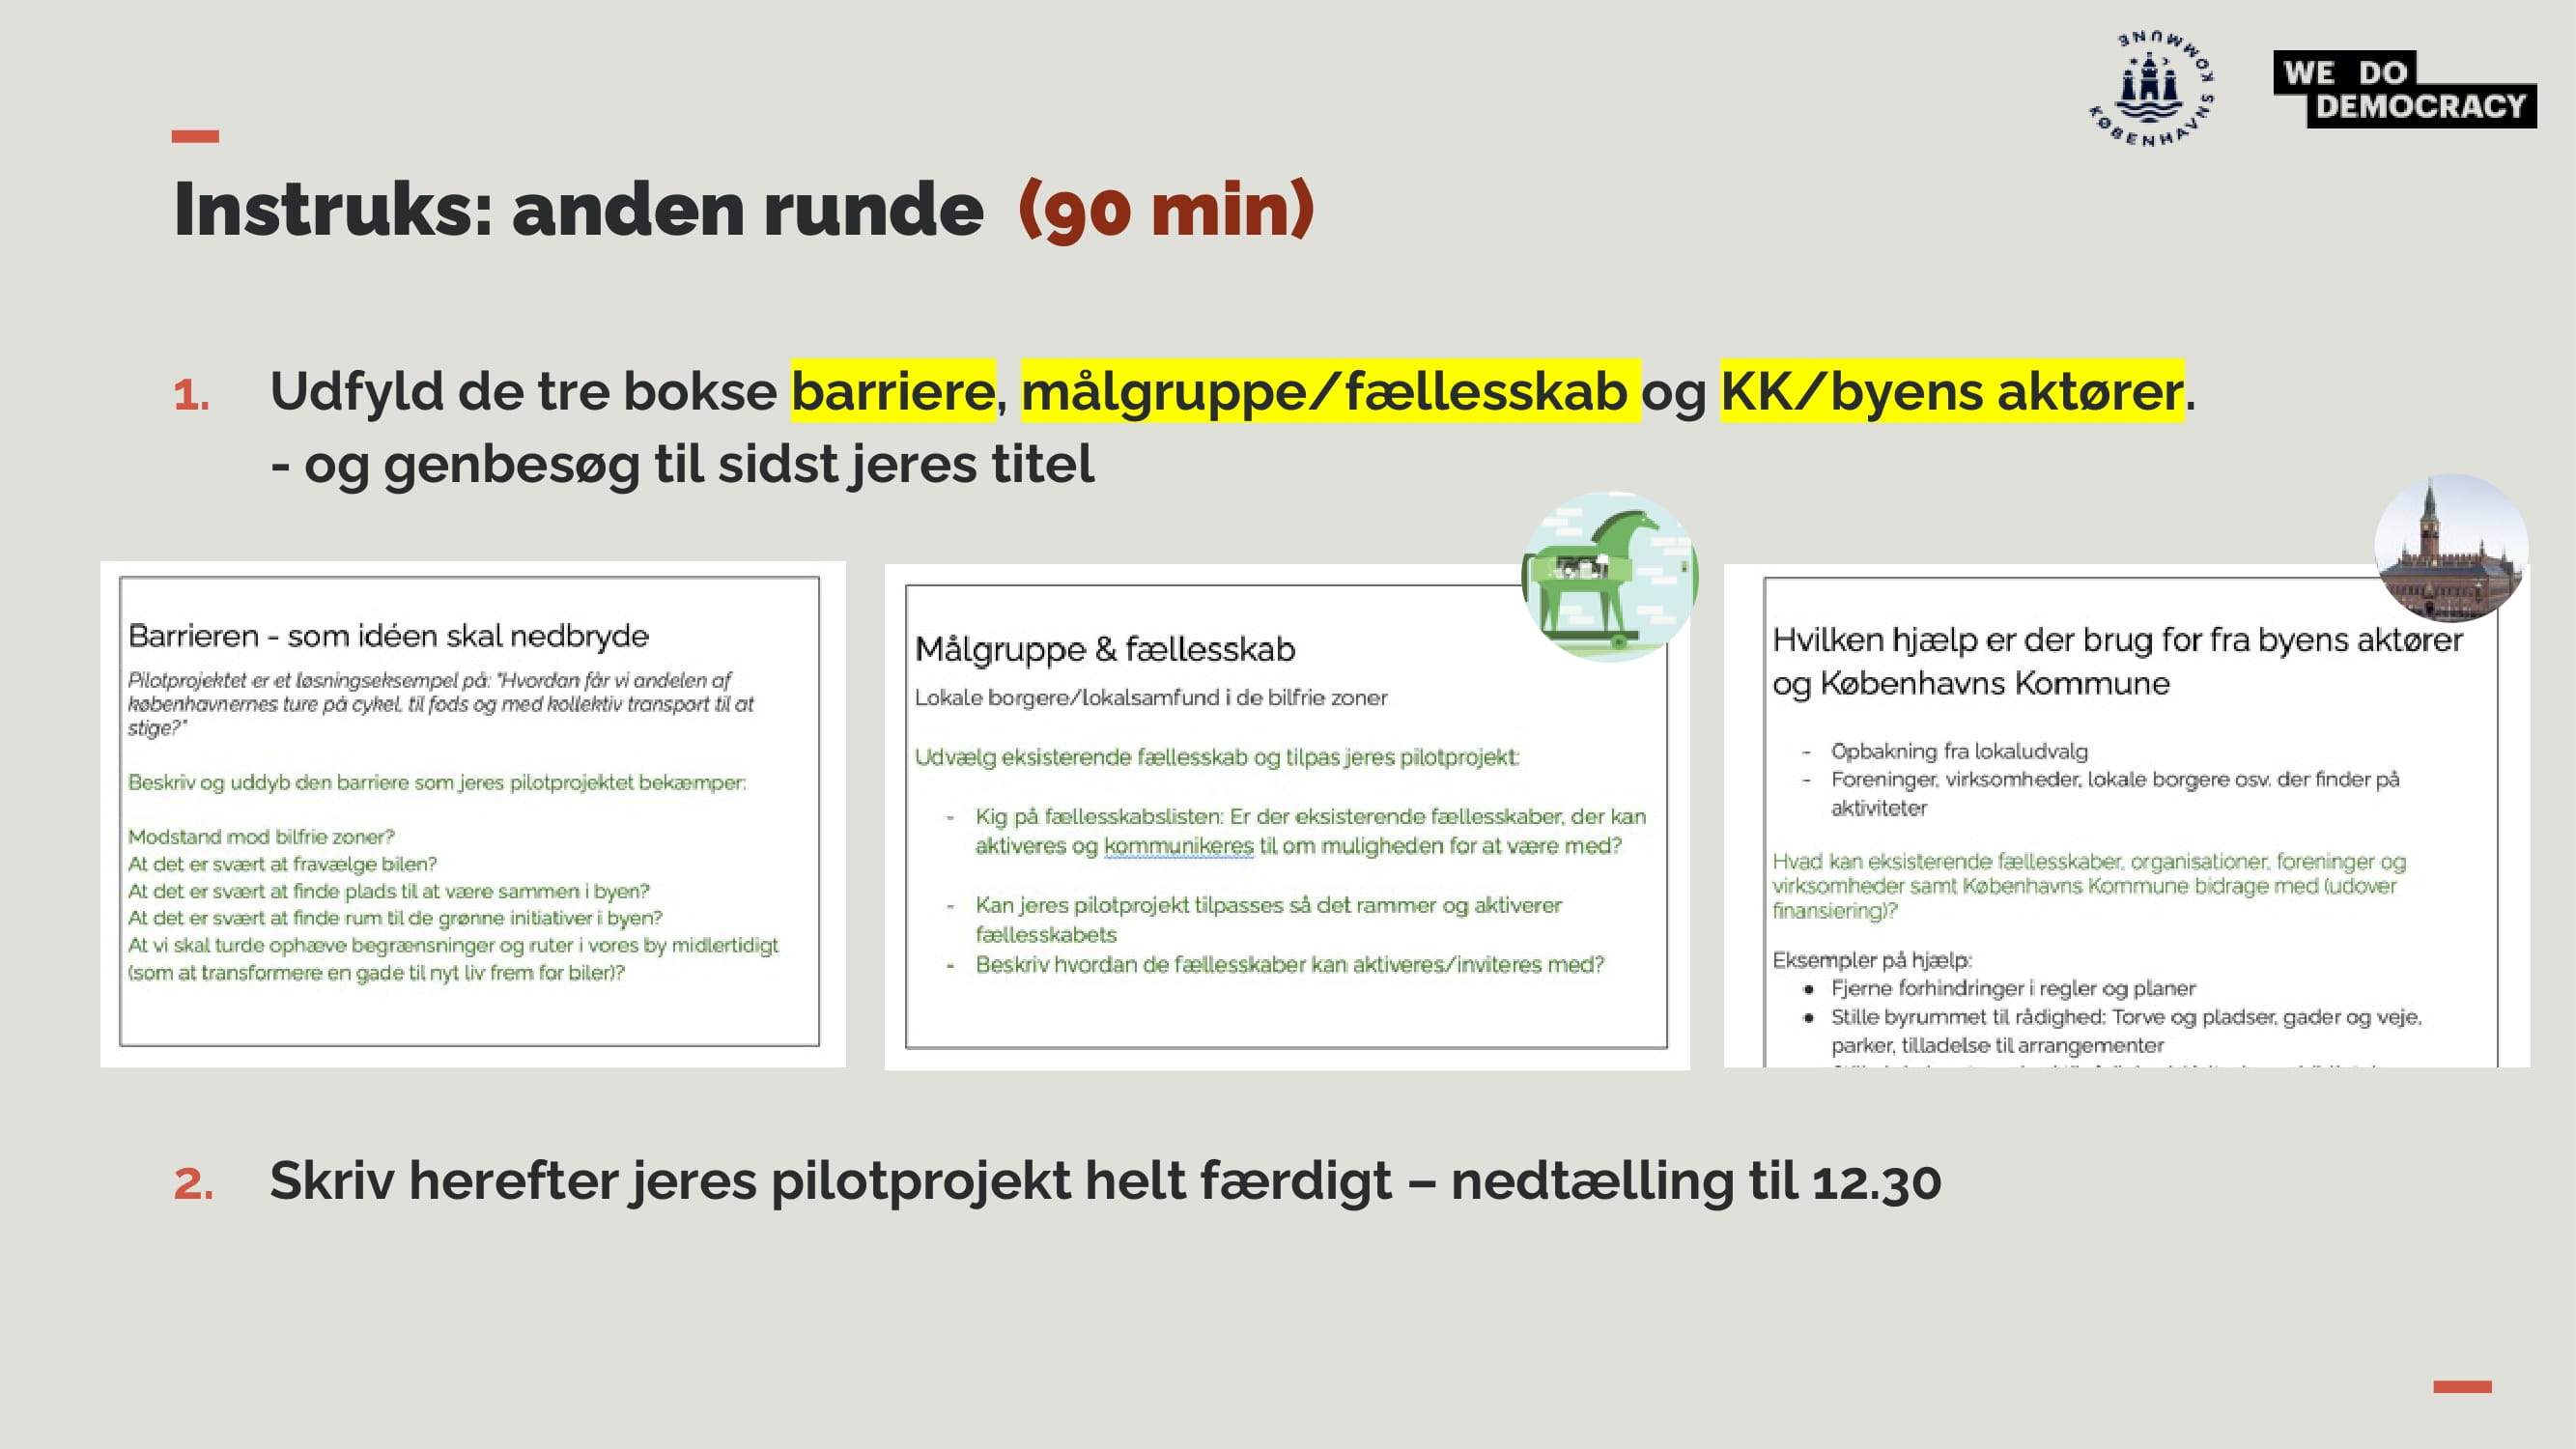 KØBENHAVNS KOMMUNE
WE DO
DEMOCRACY
Instruks: anden runde (90 min)
1. Udfyld de tre bokse barriere, målgruppe/fællesskab og KK/byens aktører.
- og genbesøg til sidst jeres titel
Barrieren - som idéen skal nedbryde
Pilotprojektet er et løsningseksempel på: "Hvordan får vi andelen af
københavnernes ture på cykel, til fods og med kollektiv transport til at
stige?"
Beskriv og uddyb den barriere som jeres pilotprojektet bekæmper:
Modstand mod bilfrie zoner?
At det er svært at fravælge bilen?
At det er svært at finde plads til at være sammen i byen?
At det er svært at finde rum til de grønne initiativer i byen?
At vi skal turde ophæve begrænsninger og ruter i vores by midlertidigt
(som at transformere en gade til nyt liv frem for biler)?
Målgruppe & fællesskab
Lokale borgere/lokalsamfund i de bilfrie zoner
Udvælg eksisterende fællesskab og tilpas jeres pilotprojekt:
- Kig på fællesskabslisten: Er der eksisterende fællesskaber, der kan
aktiveres og kommunikeres til om muligheden for at være med?
- Kan jeres pilotprojekt tilpasses så det rammer og aktiverer
fællesskabets
- Beskriv hvordan de fællesskaber kan aktiveres/inviteres med?
Hvilken hjælp er der brug for fra byens aktører
og Københavns Kommune
- Opbakning fra lokaludvalg
- Foreninger, virksomheder, lokale borgere osv. der finder på
aktiviteter
Hvad kan eksisterende fællesskaber, organisationer, foreninger og
virksomheder samt Københavns Kommune bidrage med (udover
finansiering)?
Eksempler på hjælp:
● Fjerne forhindringer i regler og planer
● Stille byrummet til rådighed: Torve og pladser, gader og veje,
parker, tilladelse til arrangementer
2. Skriv herefter jeres pilotprojekt helt færdigt – nedtælling til 12.30